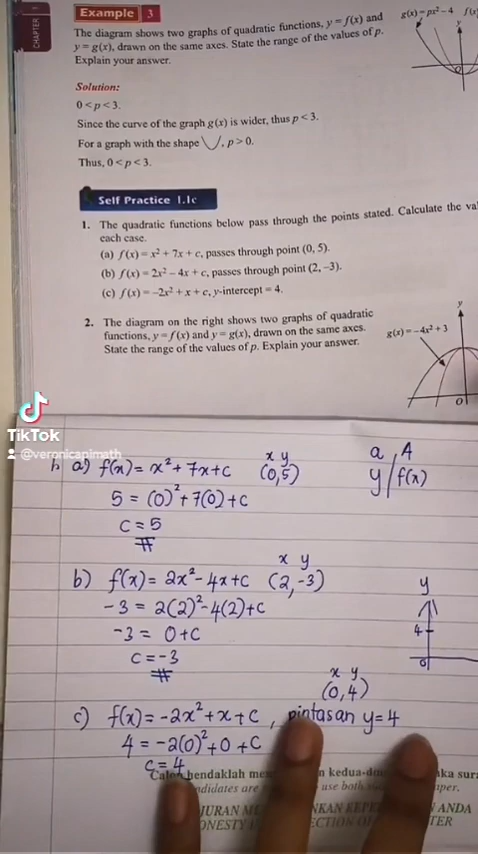 CHAPTER 1
Example 3
The diagram shows two graphs of quadratic functions, y = f(x) and
y = g(x), drawn on the same axes. State the range of the values of p.
Explain your answer.
g(x) = px² – 4 f(x)
y
O
Solution:
0 < p < 3.
Since the curve of the graph g(x) is wider, thus p < 3.
For a graph with the shape , p > 0.
Thus, 0 < p < 3.
Self Practice 1.1c
1. The quadratic functions below pass through the points stated. Calculate the
each case.
(a) f(x) = x² + 7x + c, passes through point (0, 5).
(b) f(x) = 2x² – 4x + c, passes through point (2, –3).
(c) f(x) = –2x² + x + c, y-intercept = 4.
2. The diagram on the right shows two graphs of quadratic
functions, y = f(x) and y = g(x), drawn on the same axes.
State the range of the values of p. Explain your answer.
g(x) = –4x² + 3
y
O
TikTok
@veronicapimath
a) f(x) = x² + 7x + c (0,5)
x y
a, A
y / f(x)
5 = (0)² + 7(0) + c
c = 5
b) f(x) = 2x² - 4x + c (2, -3)
x y
-3 = 2(2)² - 4(2) + c
-3 = 0 + c
c = -3
y
4
0
x y
(0,4)
c) f(x) = -2x² + x + c, pintasan y = 4
4 = -2(0)² + 0 + c
c = 4
hendaklah kedua-
use both
ANDA